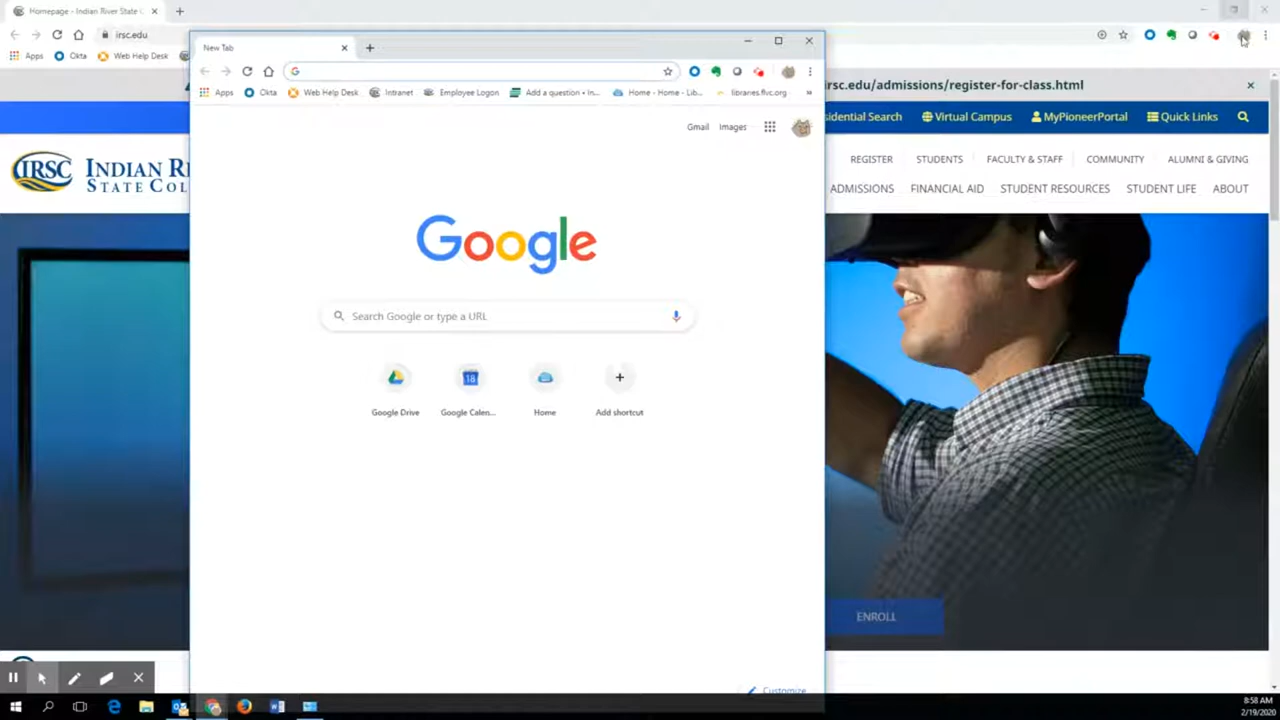 Homepage - Indian River State C
irsc.edu
Apps
Okta
Web Help Desk
New Tab
Apps
Okta
Web Help Desk
Intranet
Employee Logon
Add a question • In...
Home - Home - Lib...
libraries.flvc.org
»
Gmail
Images
Google
Search Google or type a URL
18
Google Drive
Google Calen...
Home
Add shortcut
Customize
irsc.edu/admissions/register-for-class.html
sidential Search
Virtual Campus
MyPioneerPortal
Quick Links
IRSC
INDIAN RI
STATE COL
REGISTER
STUDENTS
FACULTY & STAFF
COMMUNITY
ALUMNI & GIVING
ADMISSIONS
FINANCIAL AID
STUDENT RESOURCES
STUDENT LIFE
ABOUT
ENROLL
8:58 AM
2/19/2020